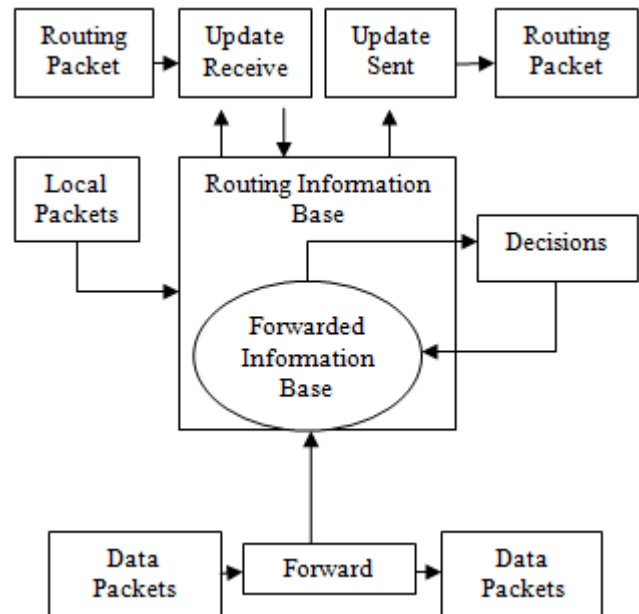 Routing
Packet
Update
Receive
Update
Sent
Routing
Packet
Local
Packets
Routing Information
Base
Decisions
Forwarded
Information
Base
Data
Packets
Forward
Data
Packets